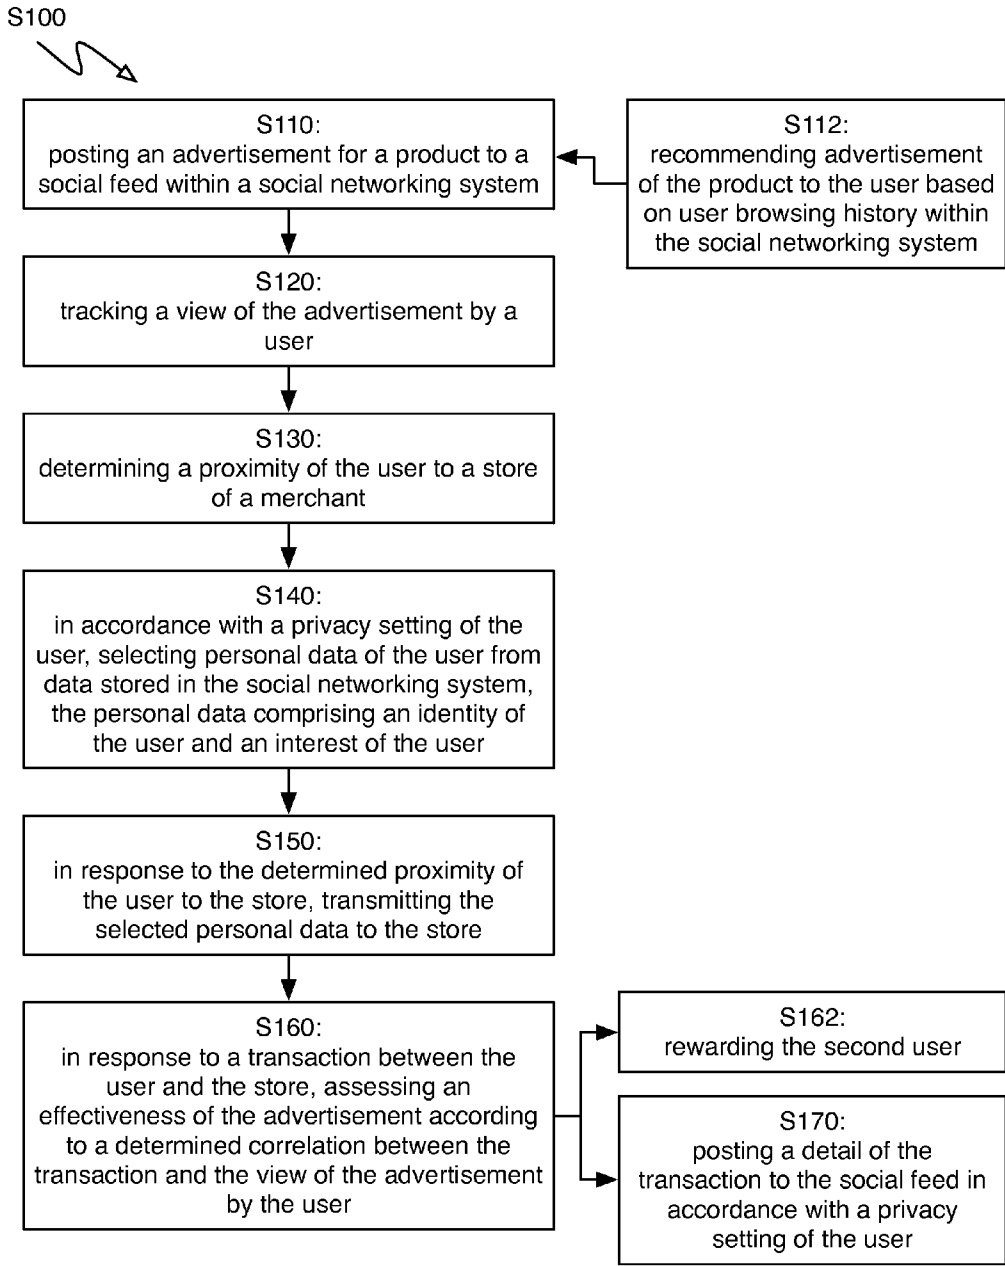 S100
S110:
posting an advertisement for a product to a
social feed within a social networking system
S112:
recommending advertisement
of the product to the user based
on user browsing history within
the social networking system
S120:
tracking a view of the advertisement by a
user
S130:
determining a proximity of the user to a store
of a merchant
S140:
in accordance with a privacy setting of the
user, selecting personal data of the user from
data stored in the social networking system,
the personal data comprising an identity of
the user and an interest of the user
S150:
in response to the determined proximity of
the user to the store, transmitting the
selected personal data to the store
S160:
in response to a transaction between the
user and the store, assessing an
effectiveness of the advertisement according
to a determined correlation between the
transaction and the view of the advertisement
by the user
S162:
rewarding the second user
S170:
posting a detail of the
transaction to the social feed in
accordance with a privacy
setting of the user